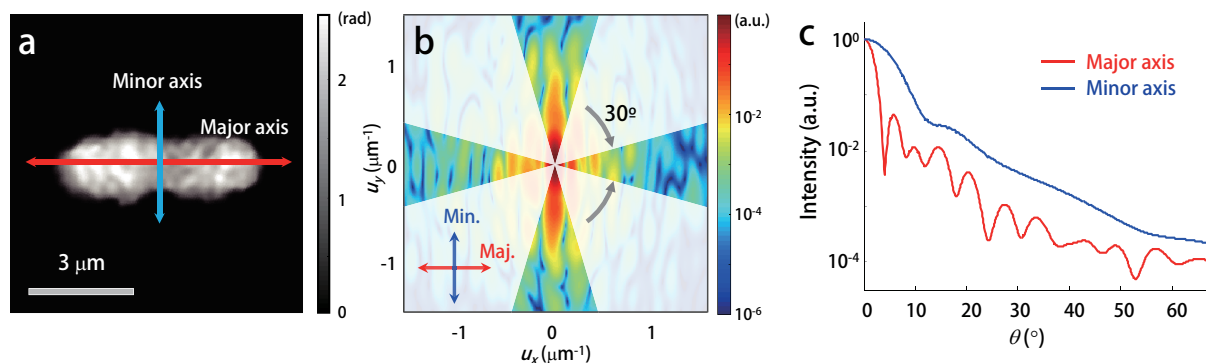 a
(rad)
2
1
0
Minor axis
Major axis
3 μm
b
(a.u.)
10⁻²
10⁻⁴
10⁻⁶
30º
1
0
-1
u_y (μm⁻¹)
Min.
Maj.
-1 0 1
u_x (μm⁻¹)
c
Major axis
Minor axis
Intensity (a.u.)
10⁰
10⁻²
10⁻⁴
0 10 20 30 40 50 60
θ (°)